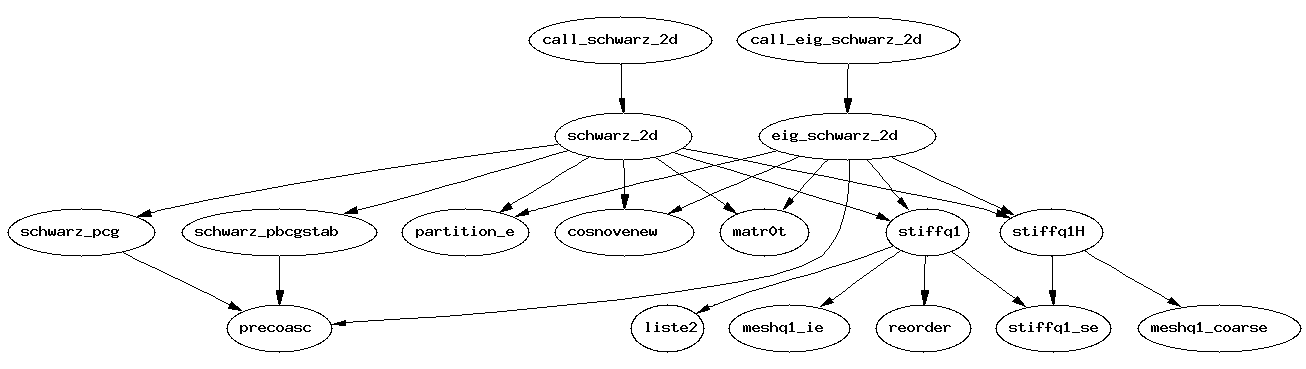 call_schwarz_2d
call_eig_schwarz_2d
schwarz_2d
eig_schwarz_2d
schwarz_pcg
schwarz_pbcgstab
partition_e
cosnovenew
matr0t
stiffq1
stiffq1H
precoasc
liste2
meshq1_ie
reorder
stiffq1_se
meshq1_coarse